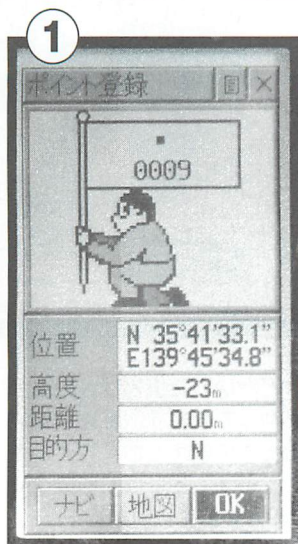 1
ポイント登録
0009
位置 N 35°41'33.1"
E139°45'34.8"
高度 -23m
距離 0.00m
目的方 N
ナビ 地図 OK